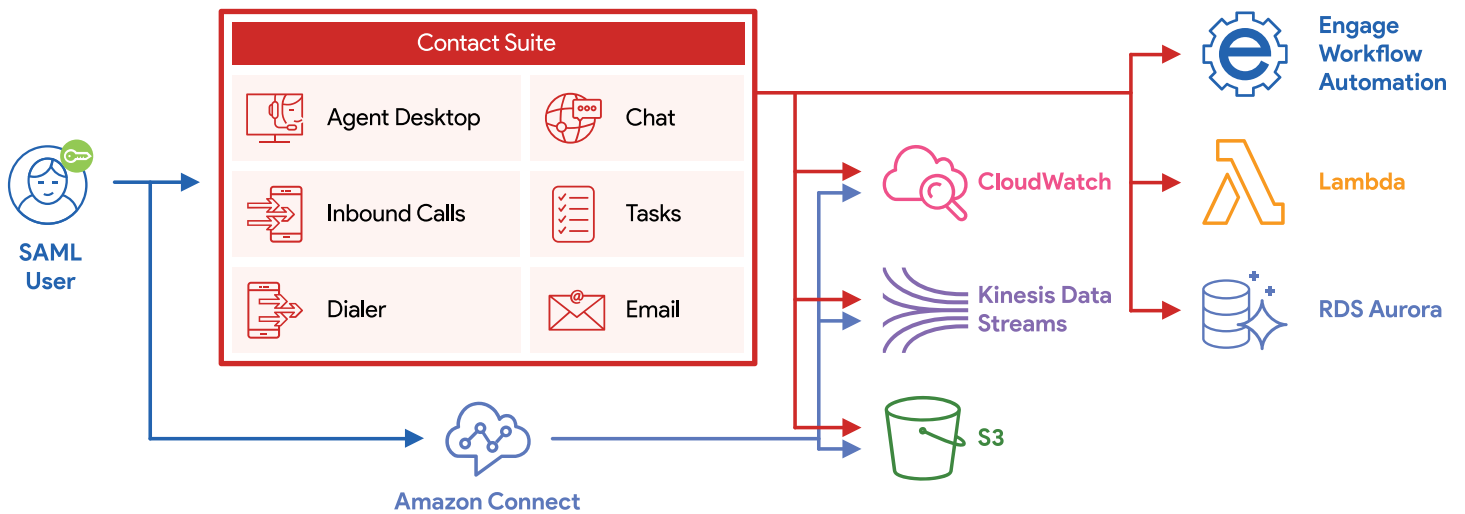 Contact Suite
Agent Desktop
Chat
Inbound Calls
Tasks
Dialer
@
Email
SAML
User
Amazon Connect
CloudWatch
Kinesis Data
Streams
S3
e
Engage
Workflow
Automation
Lambda
RDS Aurora